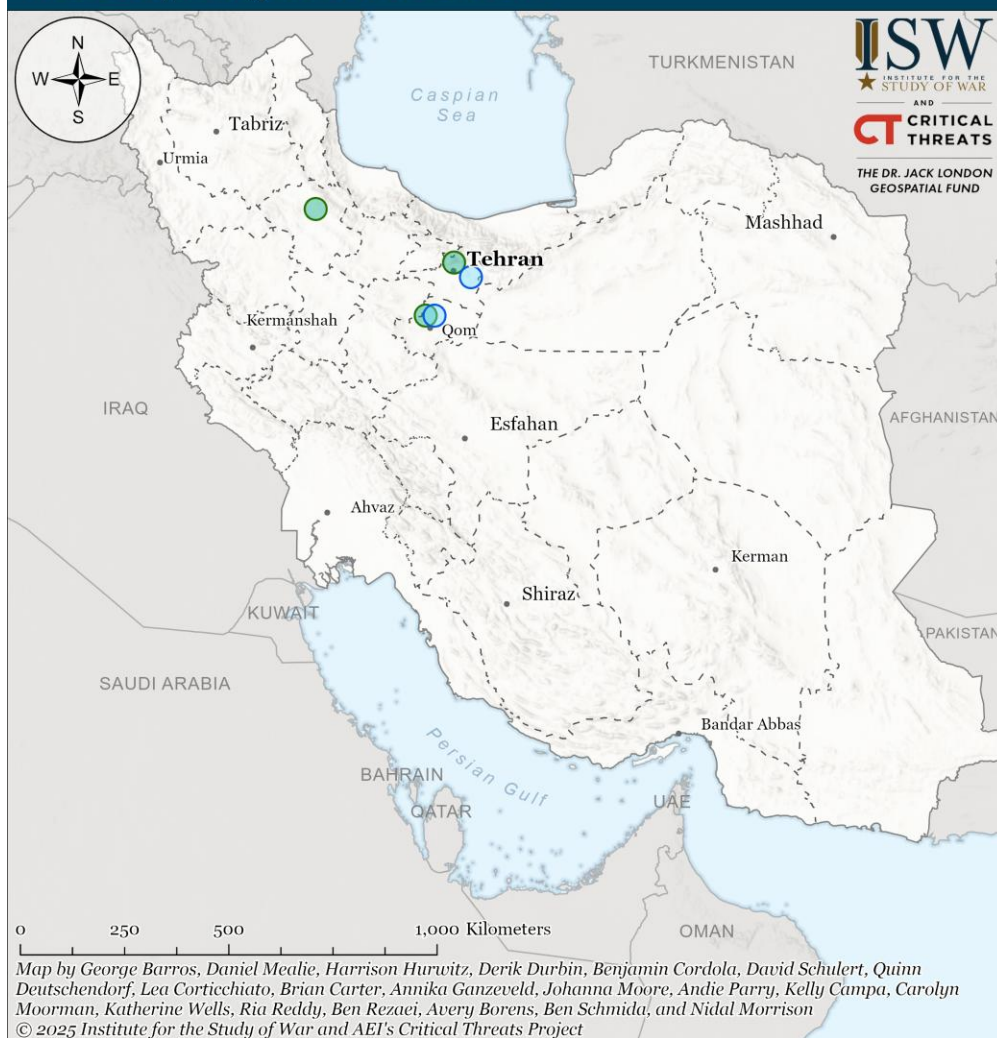 N
W E
S
ISW
INSTITUTE FOR THE
STUDY OF WAR
AND
CT CRITICAL
THREATS
THE DR. JACK LONDON
GEOSPATIAL FUND
TURKMENISTAN
Caspian
Sea
Tabriz
Urmia
Mashhad
Tehran
Kermanshah
Qom
IRAQ
AFGHANISTAN
Esfahan
Ahvaz
Kerman
Shiraz
KUWAIT
PAKISTAN
SAUDI ARABIA
Bandar Abbas
Persian Gulf
BAHRAIN
QATAR
UAE
OMAN
0 250 500 1,000 Kilometers
Map by George Barros, Daniel Mealie, Harrison Hurwitz, Derik Durbin, Benjamin Cordola, David Schulert, Quinn
Deutschendorf, Lea Corticchiato, Brian Carter, Annika Ganzeveld, Johanna Moore, Andie Parry, Kelly Campa, Carolyn
Moorman, Katherine Wells, Ria Reddy, Ben Rezaei, Avery Borens, Ben Schmida, and Nidal Morrison
© 2025 Institute for the Study of War and AEI's Critical Threats Project